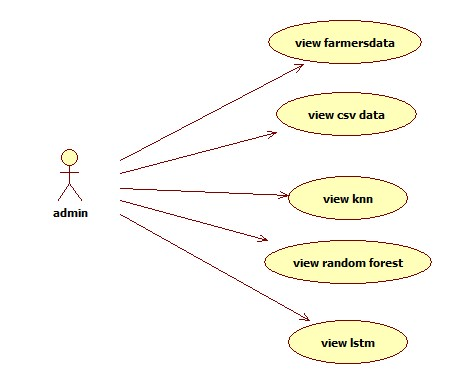 view farmersdata
view csv data
view knn
admin
view random forest
view lstm